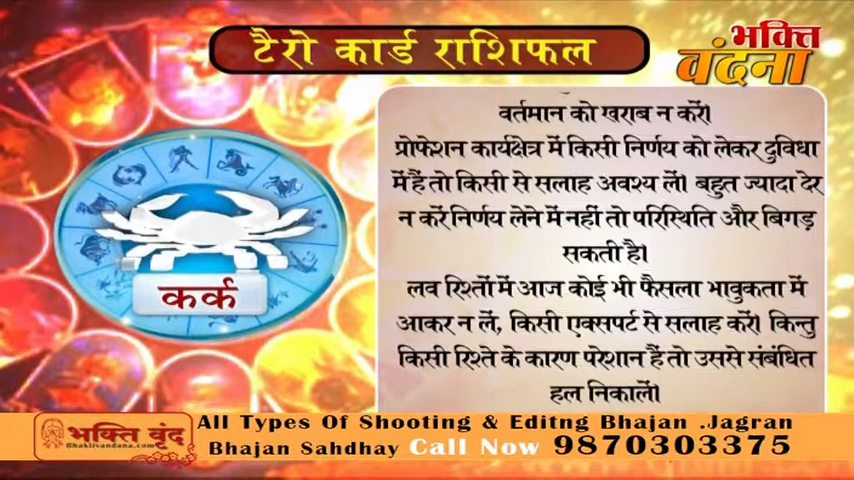 टैरो कार्ड राशिफल
भक्ति
वंदना
वर्तमान को खराब न करें।
प्रोफेशन कार्यक्षेत्र में किसी निर्णय को लेकर दुविधा
में हैं तो किसी से सलाह अवश्य लें। बहुत ज्यादा देर
न करें निर्णय लेने में नहीं तो परिस्थिति और बिगड़
सकती है।
लव रिश्तों में आज कोई भी फैसला भावुकता में
आकर न लें, किसी एक्सपर्ट से सलाह करें। किन्तु
किसी रिश्ते के कारण परेशान हैं तो उससे संबंधित
हल निकालें।
कर्क
भक्ति वृंद
Bhaktivandana.com
All Types Of Shooting & Editng Bhajan .Jagran
Bhajan Sahdhay Call Now 9870303375